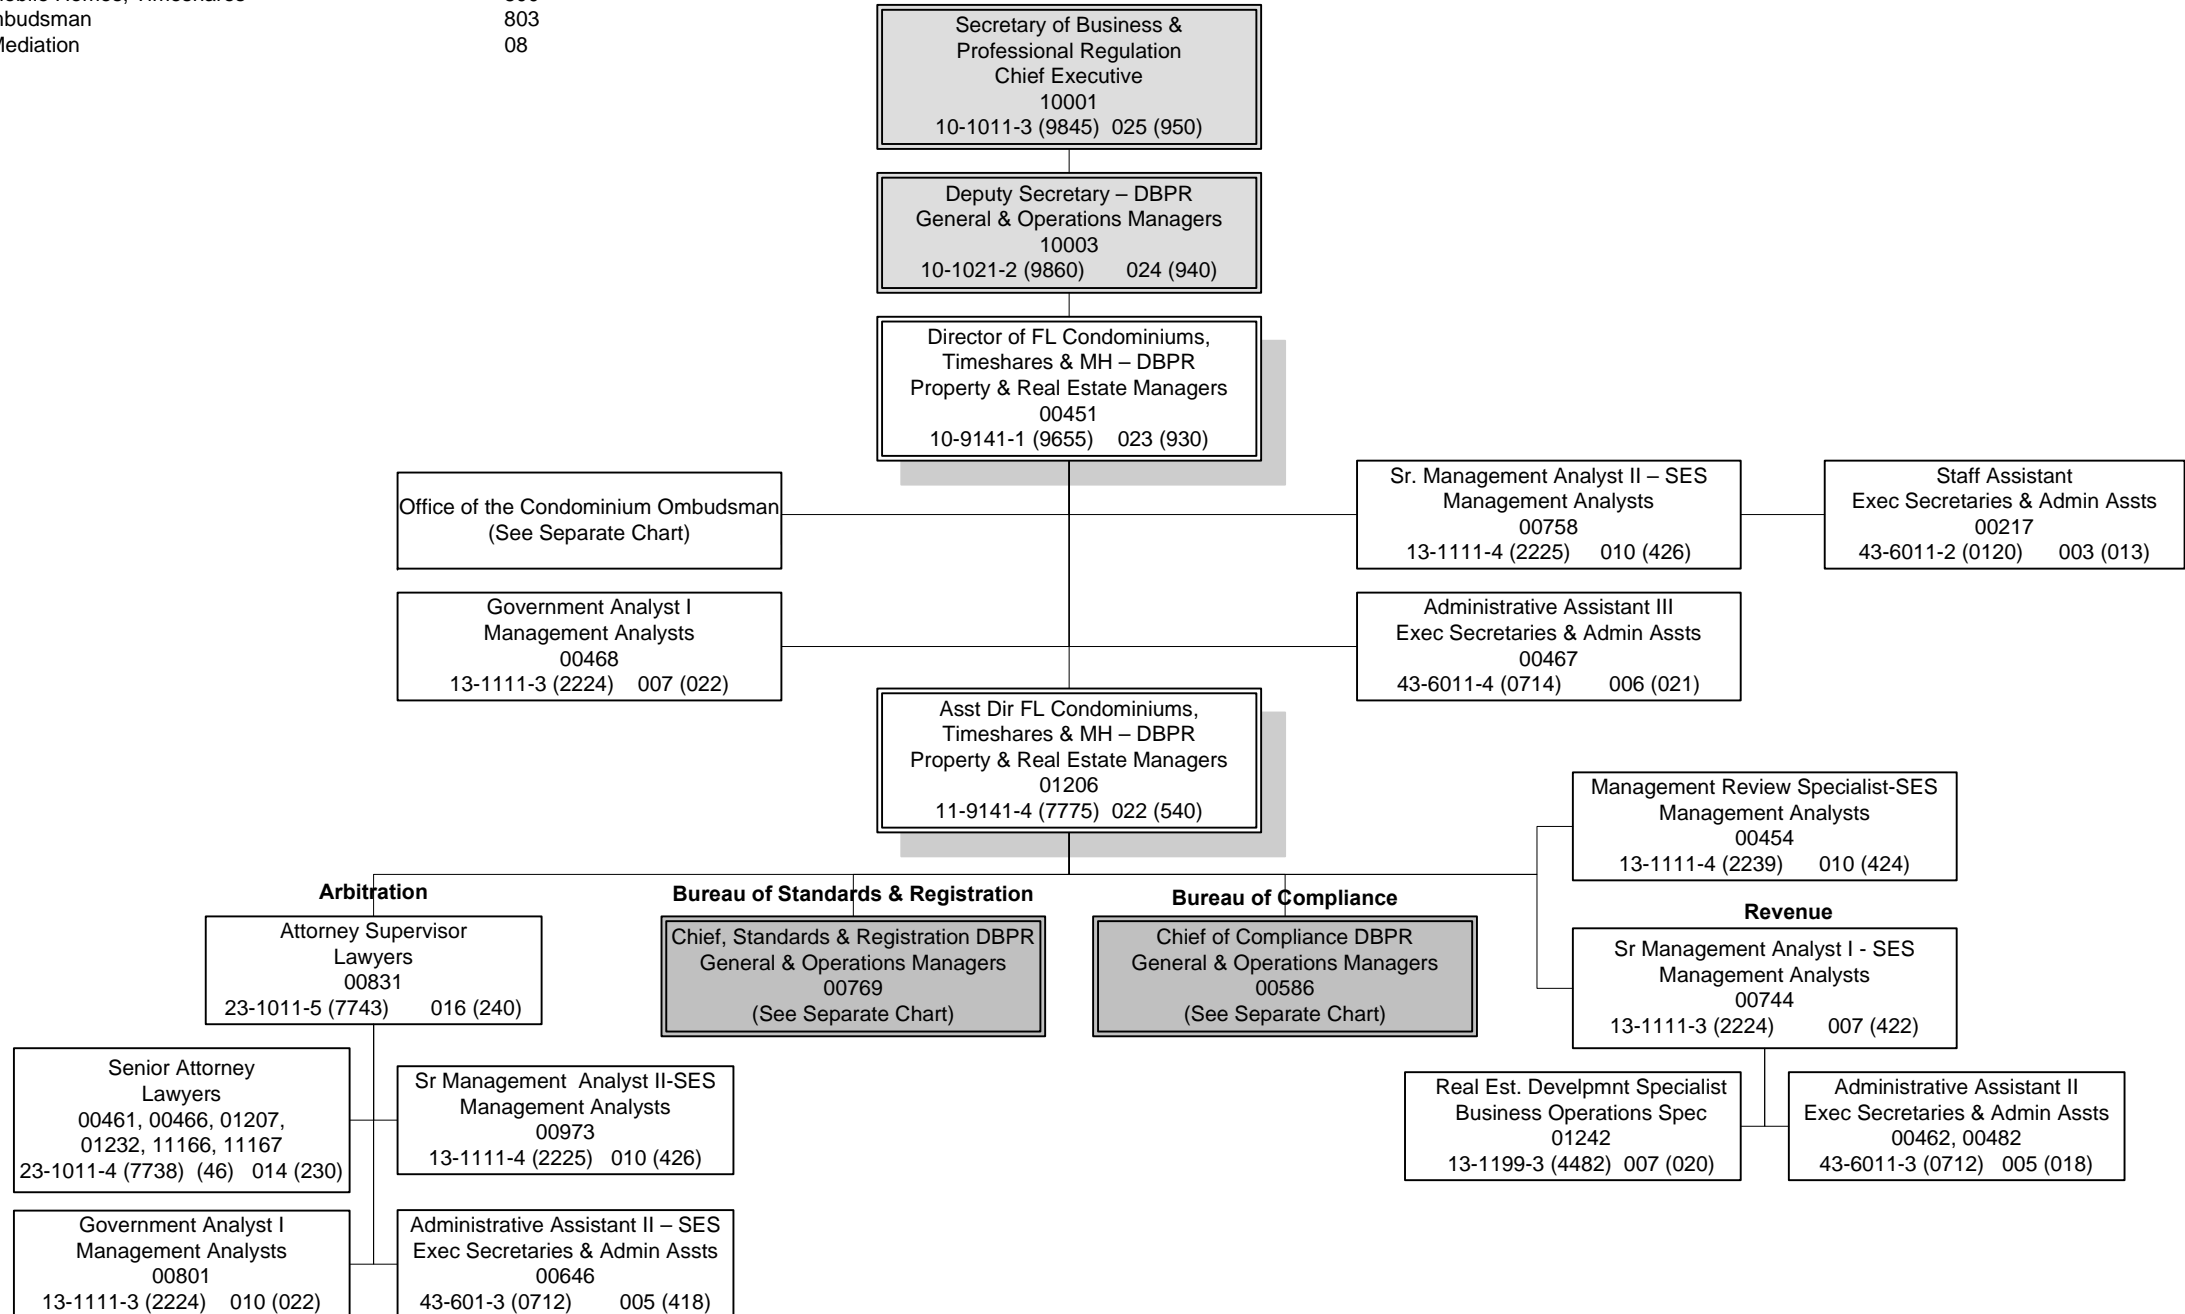 803
08
Secretary of Business &
Professional Regulation
Chief Executive
10001
10-1011-3 (9845) 025 (950)
Deputy Secretary – DBPR
General & Operations Managers
10003
10-1021-2 (9860) 024 (940)
Director of FL Condominiums,
Timeshares & MH – DBPR
Property & Real Estate Managers
00451
10-9141-1 (9655) 023 (930)
Office of the Condominium Ombudsman
(See Separate Chart)
Sr. Management Analyst II – SES
Management Analysts
00758
13-1111-4 (2225) 010 (426)
Staff Assistant
Exec Secretaries & Admin Assts
00217
43-6011-2 (0120) 003 (013)
Government Analyst I
Management Analysts
00468
13-1111-3 (2224) 007 (022)
Administrative Assistant III
Exec Secretaries & Admin Assts
00467
43-6011-4 (0714) 006 (021)
Asst Dir FL Condominiums,
Timeshares & MH – DBPR
Property & Real Estate Managers
01206
11-9141-4 (7775) 022 (540)
Management Review Specialist-SES
Management Analysts
00454
13-1111-4 (2239) 010 (424)
Arbitration
Attorney Supervisor
Lawyers
00831
23-1011-5 (7743) 016 (240)
Bureau of Standards & Registration
Chief, Standards & Registration DBPR
General & Operations Managers
00769
(See Separate Chart)
Bureau of Compliance
Chief of Compliance DBPR
General & Operations Managers
00586
(See Separate Chart)
Revenue
Sr Management Analyst I - SES
Management Analysts
00744
13-1111-3 (2224) 007 (422)
Senior Attorney
Lawyers
00461, 00466, 01207,
01232, 11166, 11167
23-1011-4 (7738) (46) 014 (230)
Sr Management Analyst II-SES
Management Analysts
00973
13-1111-4 (2225) 010 (426)
Real Est. Develpmnt Specialist
Business Operations Spec
01242
13-1199-3 (4482) 007 (020)
Administrative Assistant II
Exec Secretaries & Admin Assts
00462, 00482
43-6011-3 (0712) 005 (018)
Government Analyst I
Management Analysts
00801
13-1111-3 (2224) 010 (022)
Administrative Assistant II – SES
Exec Secretaries & Admin Assts
00646
43-601-3 (0712) 005 (418)